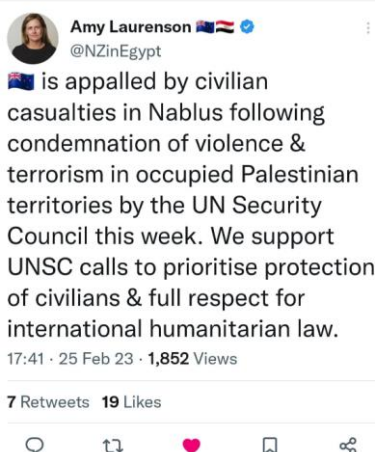 Amy Laurenson 🇳🇿🇪🇬
@NZinEgypt
🇳🇿 is appalled by civilian
casualties in Nablus following
condemnation of violence &
terrorism in occupied Palestinian
territories by the UN Security
Council this week. We support
UNSC calls to prioritise protection
of civilians & full respect for
international humanitarian law.
17:41 · 25 Feb 23 · 1,852 Views
7 Retweets 19 Likes